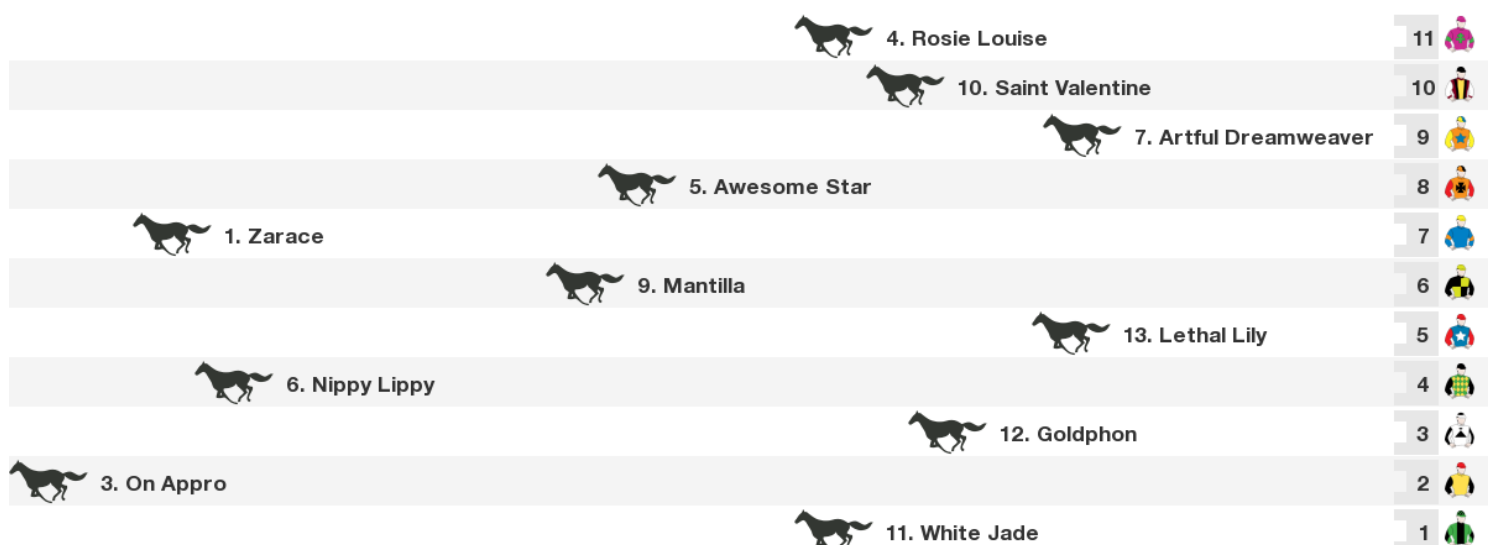 4. Rosie Louise 11
10. Saint Valentine 10
7. Artful Dreamweaver 9
5. Awesome Star 8
1. Zarace 7
9. Mantilla 6
13. Lethal Lily 5
6. Nippy Lippy 4
12. Goldphon 3
3. On Appro 2
11. White Jade 1